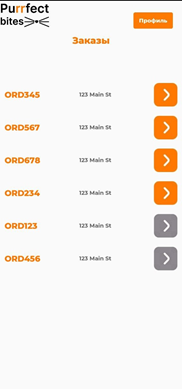 Purrfect
bites
Профиль
Заказы
ORD345 123 Main St
ORD567 123 Main St
ORD678 123 Main St
ORD234 123 Main St
ORD123 123 Main St
ORD456 123 Main St